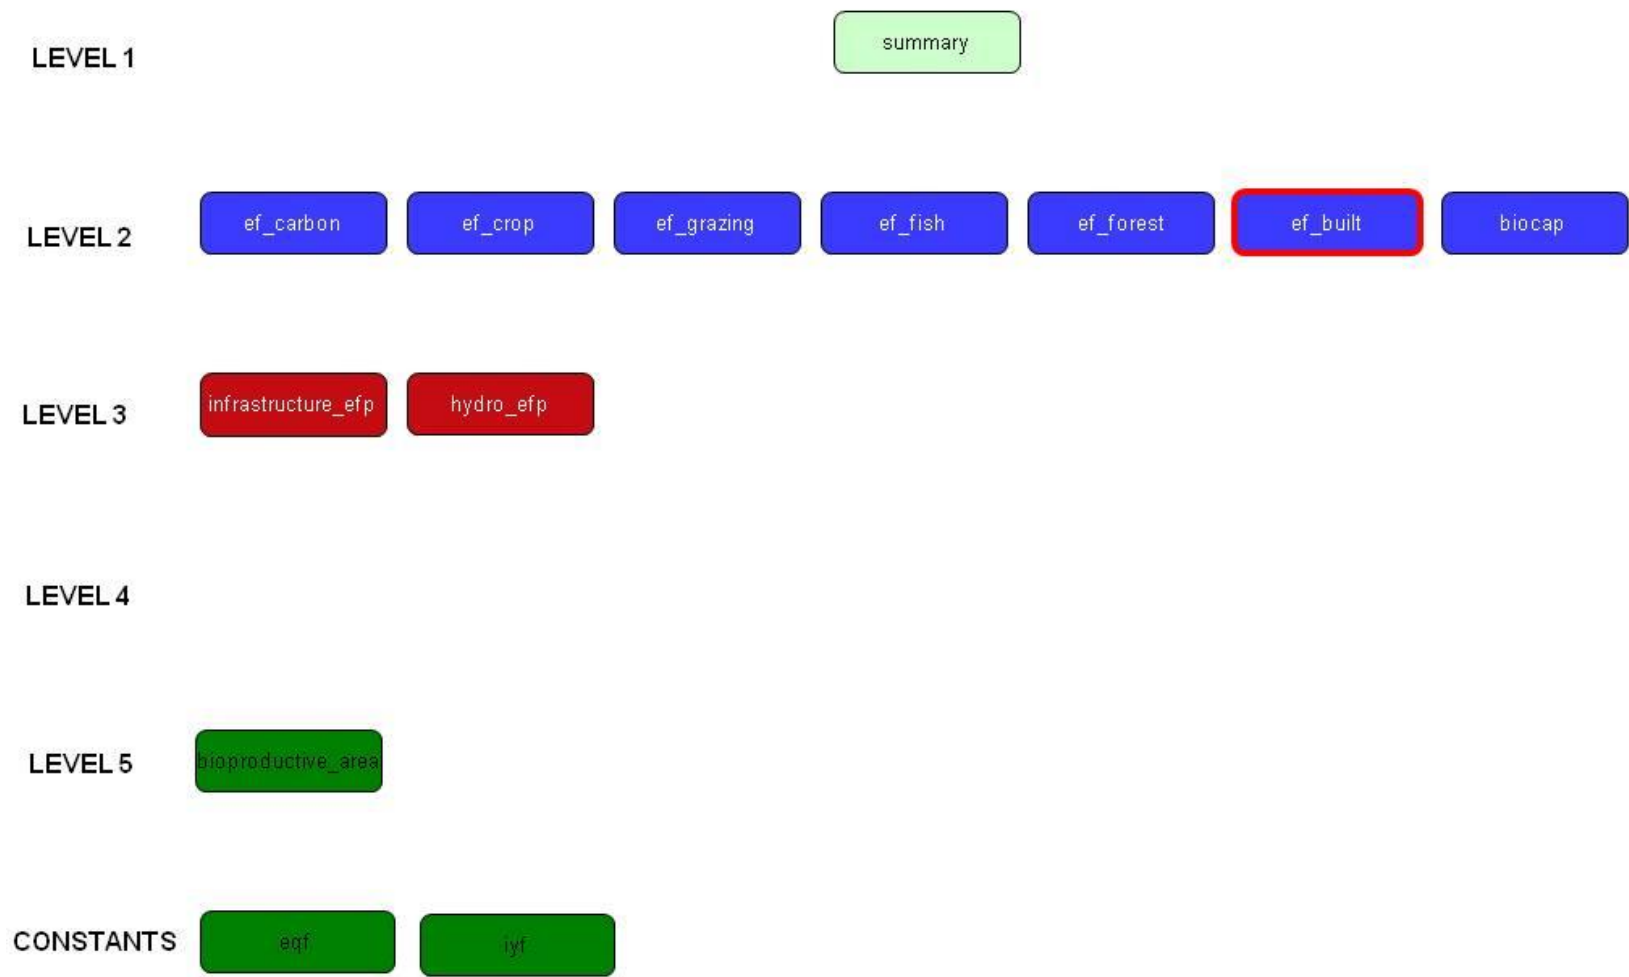 LEVEL 1
summary
LEVEL 2
ef_carbon
ef_crop
ef_grazing
ef_fish
ef_forest
ef_built
biocap
LEVEL 3
infrastructure_efp
hydro_efp
LEVEL 4
LEVEL 5
bioproductive_area
CONSTANTS
eqf
iyf